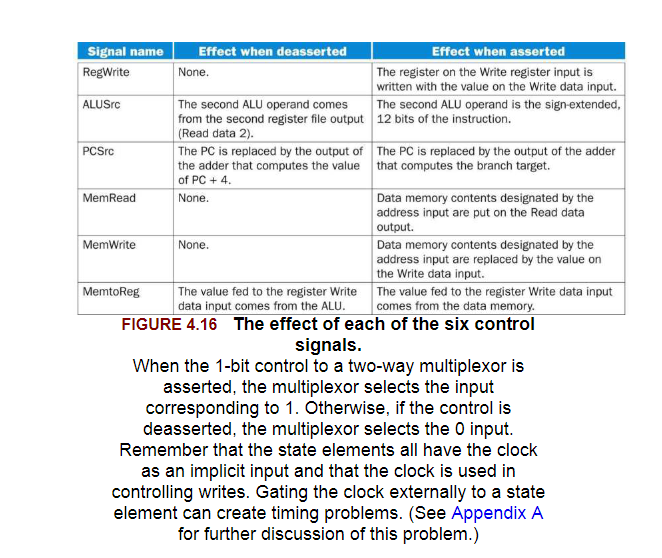 Signal name Effect when deasserted Effect when asserted
RegWrite None. The register on the Write register input is
written with the value on the Write data input.
ALUSrc The second ALU operand comes The second ALU operand is the sign-extended,
from the second register file output 12 bits of the instruction.
(Read data 2).
PCSrc The PC is replaced by the output of The PC is replaced by the output of the adder
the adder that computes the value that computes the branch target.
of PC + 4.
MemRead None. Data memory contents designated by the
address input are put on the Read data
output.
MemWrite None. Data memory contents designated by the
address input are replaced by the value on
the Write data input.
MemtoReg The value fed to the register Write The value fed to the register Write data input
data input comes from the ALU. comes from the data memory.
FIGURE 4.16 The effect of each of the six control
signals.
When the 1-bit control to a two-way multiplexor is
asserted, the multiplexor selects the input
corresponding to 1. Otherwise, if the control is
deasserted, the multiplexor selects the 0 input.
Remember that the state elements all have the clock
as an implicit input and that the clock is used in
controlling writes. Gating the clock externally to a state
element can create timing problems. (See Appendix A
for further discussion of this problem.)